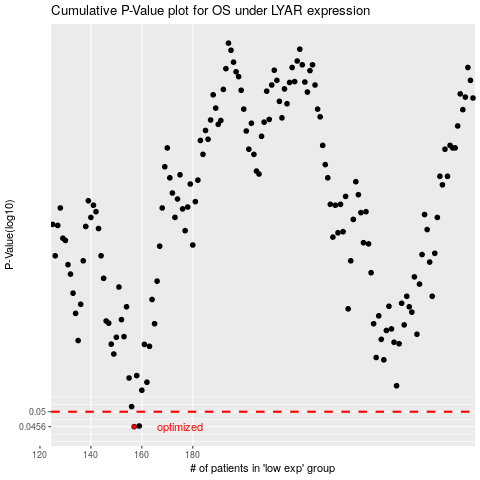 Cumulative P-Value plot for OS under LYAR expression
P-Value(log10)
0.05
0.0456
optimized
120 140 160 180
# of patients in 'low exp' group